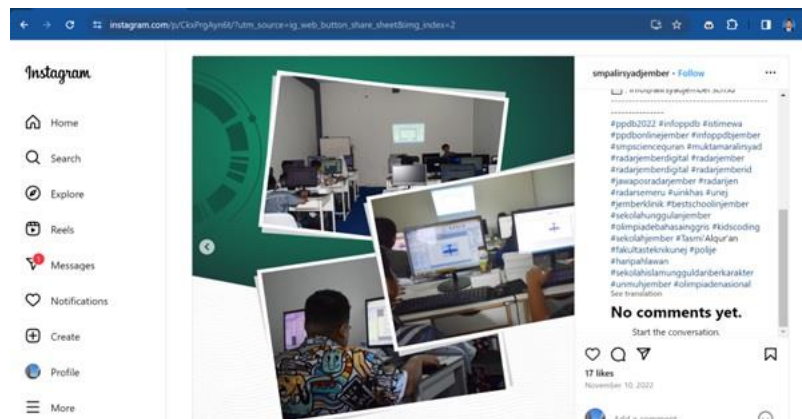 instagram.com/p/CkxPrgAyn6t/?utm_source=ig_web_button_share_sheet&img_index=2
Instagram
Home
Search
Explore
Reels
Messages
Notifications
Create
Profile
More
smpalirsyadjember • Follow
#ppdb2022 #infoppdb #istimewa
#ppdbonlinejember #infoppdbjember
#smpsciencequran #muktamaralirsyad
#radarjemberdigital #radarjember
#radarjemberdigital #radarjemberid
#jawaposradarjember #radarijen
#radarsemeru #uinkhas #unej
#jemberklinik #bestschoolinjember
#sekolahunggulanjember
#olimpiadebahasainggris #kidscoding
#sekolahjember #Tasmi'Alqur'an
#fakultasteknikunej #polije
#haripahlawan
#sekolahislamungguldanberkarakter
#unmuhjember #olimpiadenasional
See translation
No comments yet.
Start the conversation.
17 likes
November 10, 2022
Add a comment...